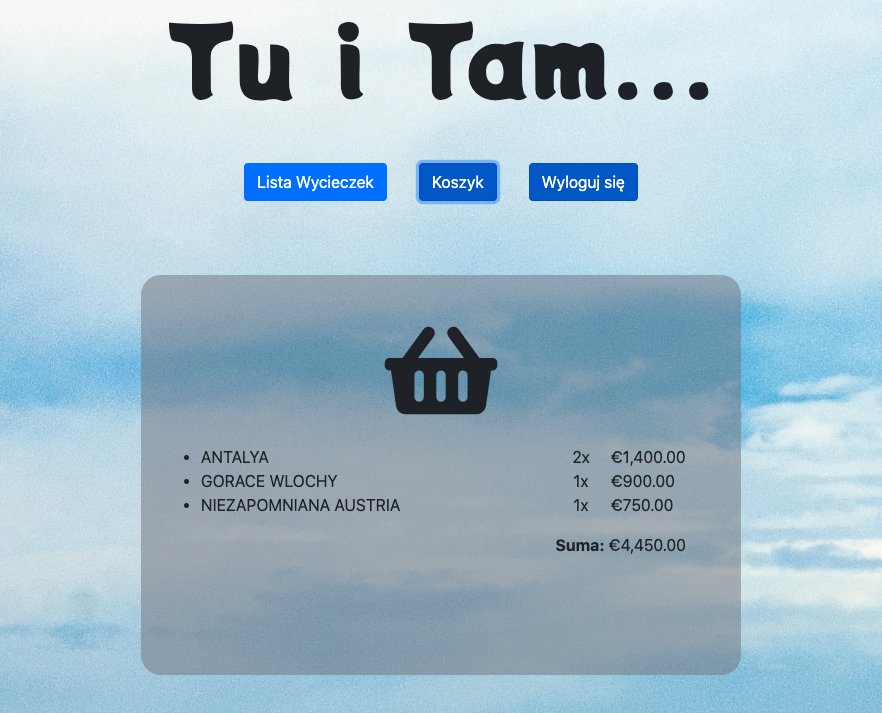 Tu i Tam...
Lista Wycieczek Koszyk Wyloguj się
ANTALYA 2x €1,400.00
GORACE WLOCHY 1x €900.00
NIEZAPOMNIANA AUSTRIA 1x €750.00
Suma: €4,450.00